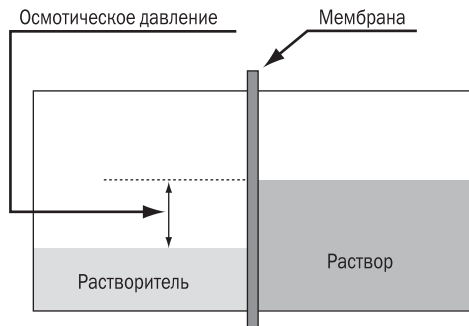 Осмотическое давление
Мембрана
Растворитель
Раствор